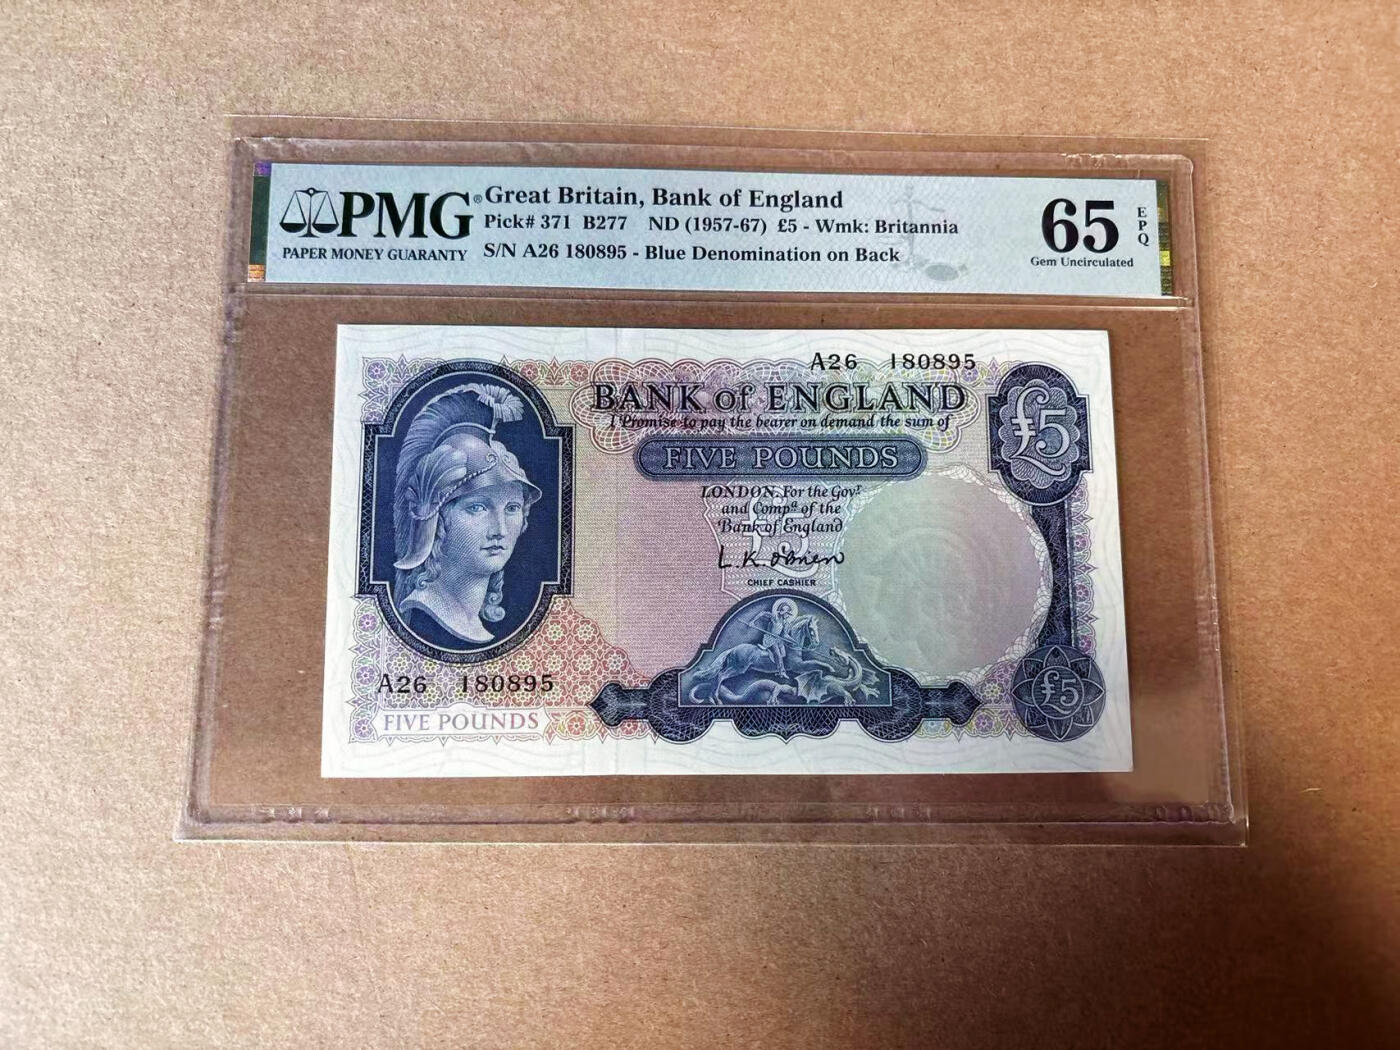 PMG®
PAPER MONEY GUARANTY
Great Britain, Bank of England
Pick# 371 B277 ND (1957-67) £5 - Wmk: Britannia
S/N A26 180895 - Blue Denomination on Back
65 EPQ
Gem Uncirculated
A26 180895
BANK of ENGLAND
I Promise to pay the bearer on demand the sum of
FIVE POUNDS
£5
LONDON, For the Govr
and Compa of the
Bank of England
£5
L.K. O'Brien
CHIEF CASHIER
A26 180895
FIVE POUNDS
£5